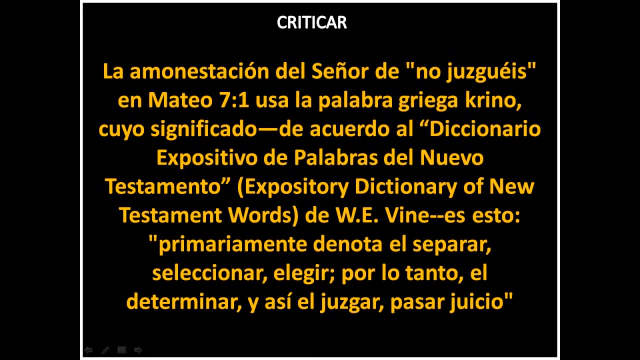 CRITICAR
La amonestación del Señor de "no juzguéis"
en Mateo 7:1 usa la palabra griega krino,
cuyo significado—de acuerdo al “Diccionario
Expositivo de Palabras del Nuevo
Testamento” (Expository Dictionary of New
Testament Words) de W.E. Vine--es esto:
"primariamente denota el separar,
seleccionar, elegir; por lo tanto, el
determinar, y así el juzgar, pasar juicio"